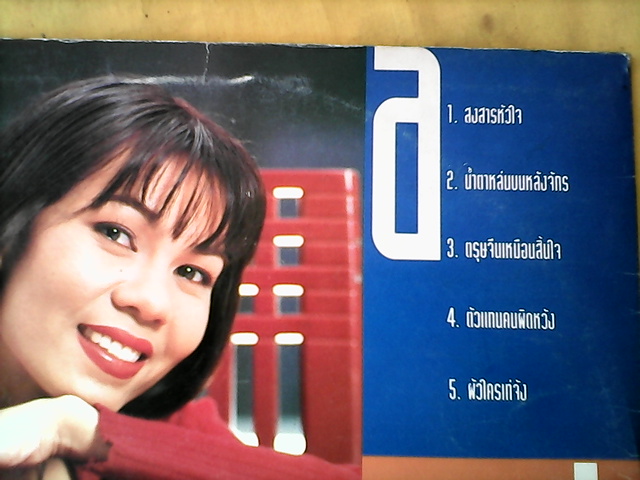 ส
1. สงสารหัวใจ
2. น้ำตาหล่นบนหลังจักร
3. ตรุษจีนเหมือนสิ้นใจ
4. ตัวแทนคนผิดหวัง
5. ผัวใครเก่จัง